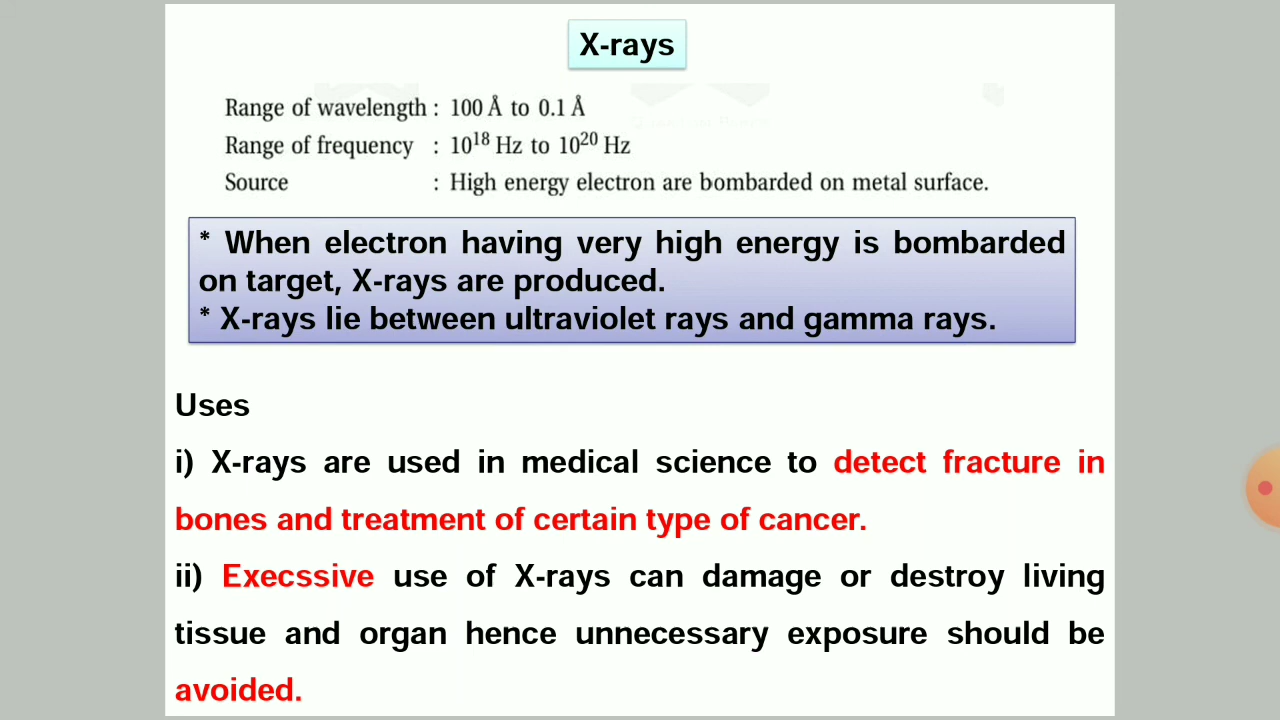 X-rays
Range of wavelength : 100 Å to 0.1 Å
Range of frequency : 10¹⁸ Hz to 10²⁰ Hz
Source : High energy electron are bombarded on metal surface.
* When electron having very high energy is bombarded
on target, X-rays are produced.
* X-rays lie between ultraviolet rays and gamma rays.
Uses
i) X-rays are used in medical science to detect fracture in
bones and treatment of certain type of cancer.
ii) Execssive use of X-rays can damage or destroy living
tissue and organ hence unnecessary exposure should be
avoided.